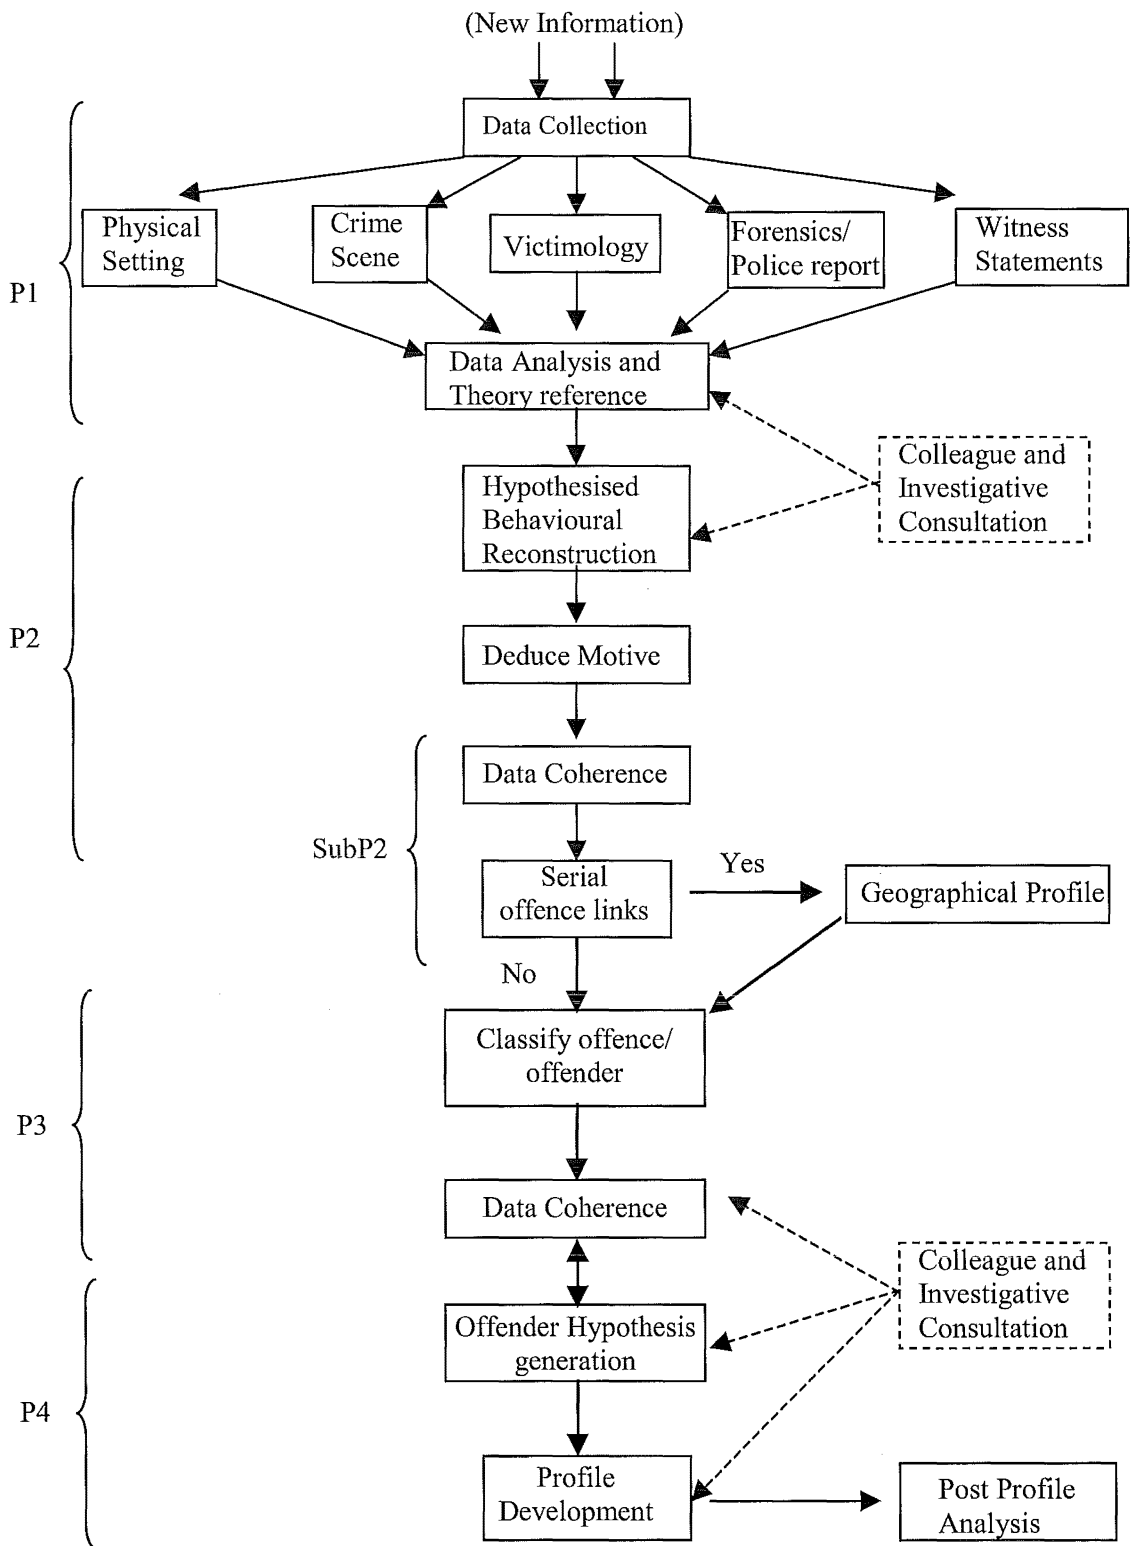 (New Information)
Data Collection
Physical
Setting
Crime
Scene
Victimology
Forensics/
Police report
Witness
Statements
P1
Data Analysis and
Theory reference
Colleague and
Investigative
Consultation
Hypothesised
Behavioural
Reconstruction
P2
Deduce Motive
Data Coherence
SubP2
Serial
offence links
Yes
Geographical Profile
No
Classify offence/
offender
P3
Data Coherence
Colleague and
Investigative
Consultation
Offender Hypothesis
generation
P4
Profile
Development
Post Profile
Analysis